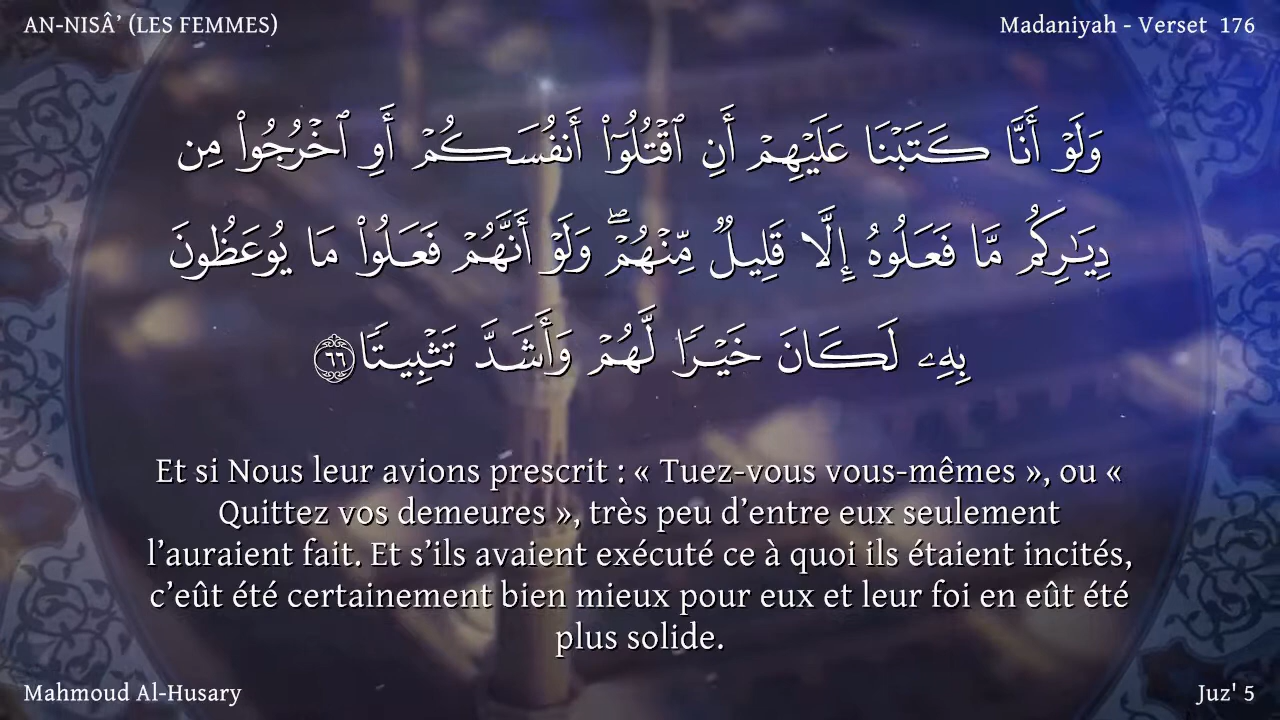 AN-NISÂ’ (LES FEMMES)
Madaniyah - Verset 176
وَلَوْ أَنَّا كَتَبْنَا عَلَيْهِمْ أَنِ ٱقْتُلُوٓا۟ أَنفُسَكُمْ أَوِ ٱخْرُجُوا۟ مِن
دِيَـٰرِكُم مَّا فَعَلُوهُ إِلَّا قَلِيلٌ مِّنْهُمْ ۖ وَلَوْ أَنَّهُمْ فَعَلُوا۟ مَا يُوعَظُونَ
بِهِۦ لَكَانَ خَيْرًا لَّهُمْ وَأَشَدَّ تَثْبِيتًا ٦٦
Et si Nous leur avions prescrit : « Tuez-vous vous-mêmes », ou «
Quittez vos demeures », très peu d’entre eux seulement
l’auraient fait. Et s’ils avaient exécuté ce à quoi ils étaient incités,
c’eût été certainement bien mieux pour eux et leur foi en eût été
plus solide.
Mahmoud Al-Husary
Juz' 5